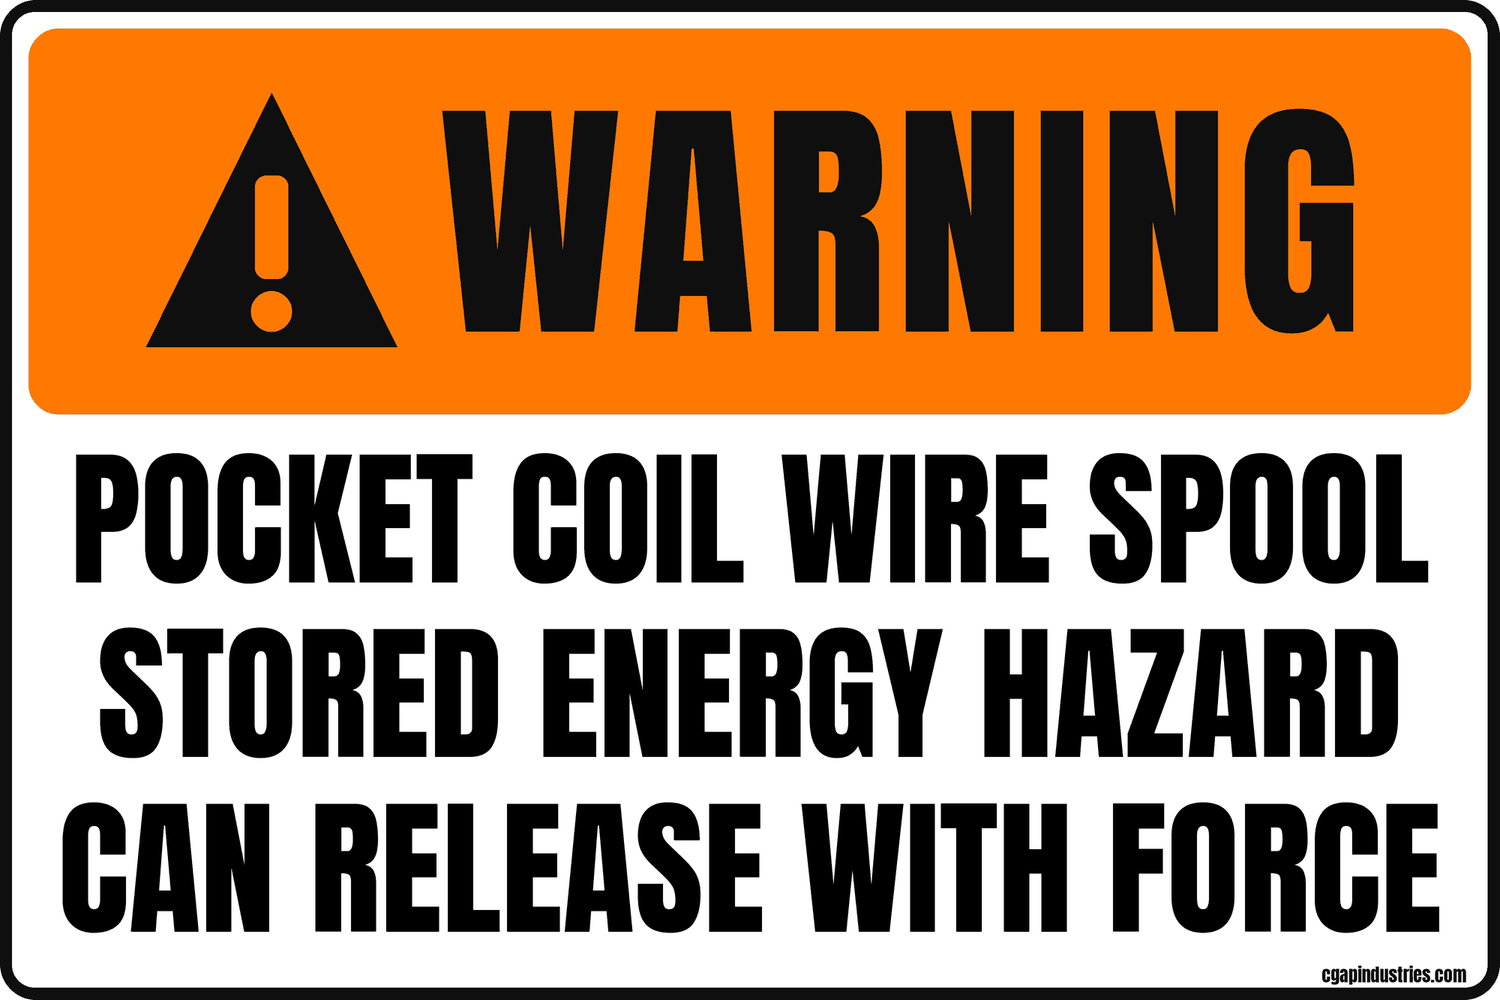 WARNING
POCKET COIL WIRE SPOOL
STORED ENERGY HAZARD
CAN RELEASE WITH FORCE
cgapindustries.com